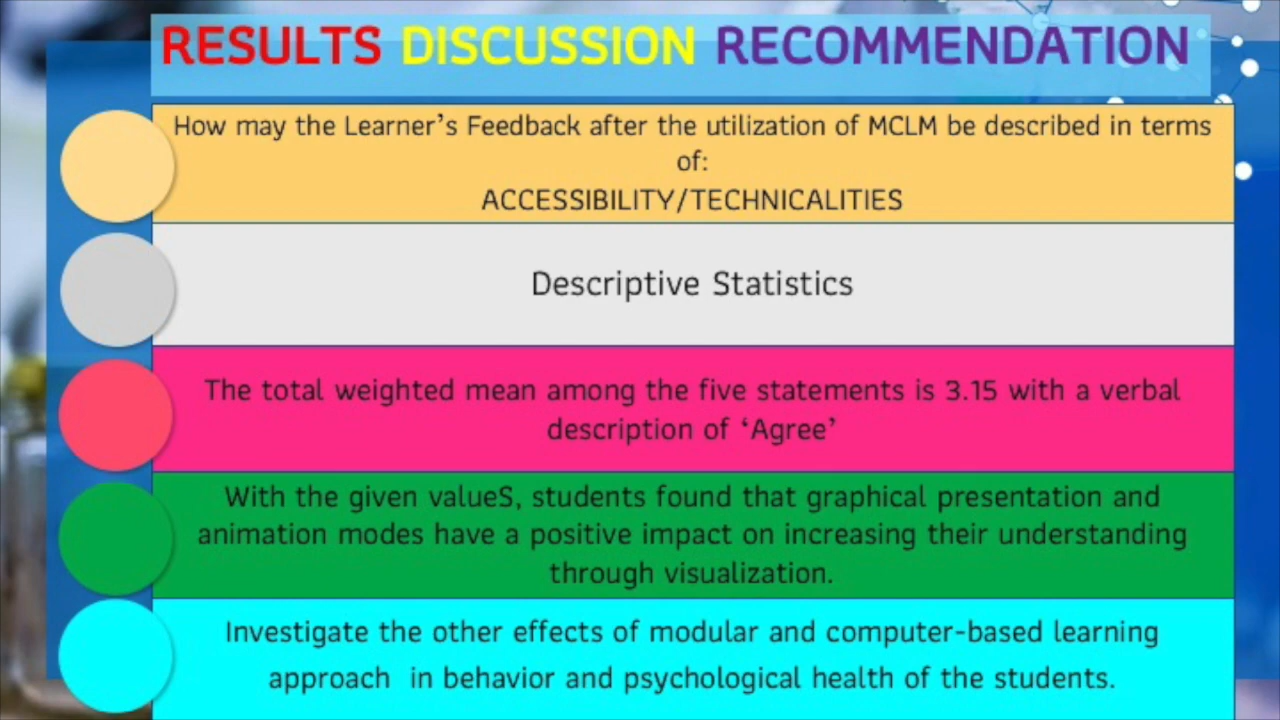 RESULTS DISCUSSION RECOMMENDATION
How may the Learner’s Feedback after the utilization of MCLM be described in terms
of:
ACCESSIBILITY/TECHNICALITIES
Descriptive Statistics
The total weighted mean among the five statements is 3.15 with a verbal
description of ‘Agree’
With the given valueS, students found that graphical presentation and
animation modes have a positive impact on increasing their understanding
through visualization.
Investigate the other effects of modular and computer-based learning
approach in behavior and psychological health of the students.